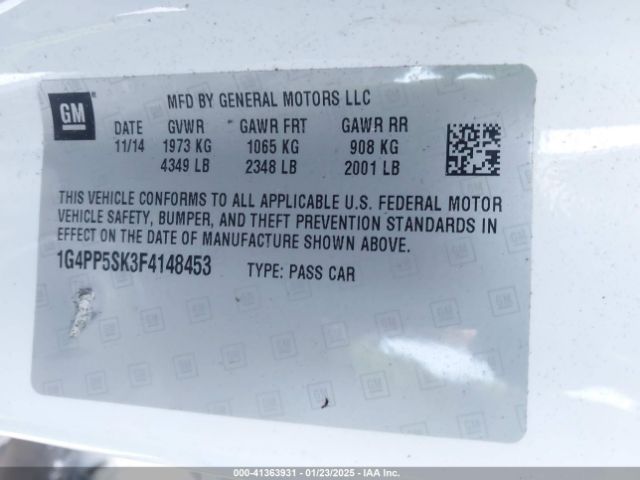 GM
MFD BY GENERAL MOTORS LLC
DATE GVWR GAWR FRT GAWR RR
11/14 1973 KG 1065 KG 908 KG
4349 LB 2348 LB 2001 LB
THIS VEHICLE CONFORMS TO ALL APPLICABLE U.S. FEDERAL MOTOR
VEHICLE SAFETY, BUMPER, AND THEFT PREVENTION STANDARDS IN
EFFECT ON THE DATE OF MANUFACTURE SHOWN ABOVE.
1G4PP5SK3F4148453 TYPE: PASS CAR
000-41363931 - 01/23/2025 - IAA Inc.